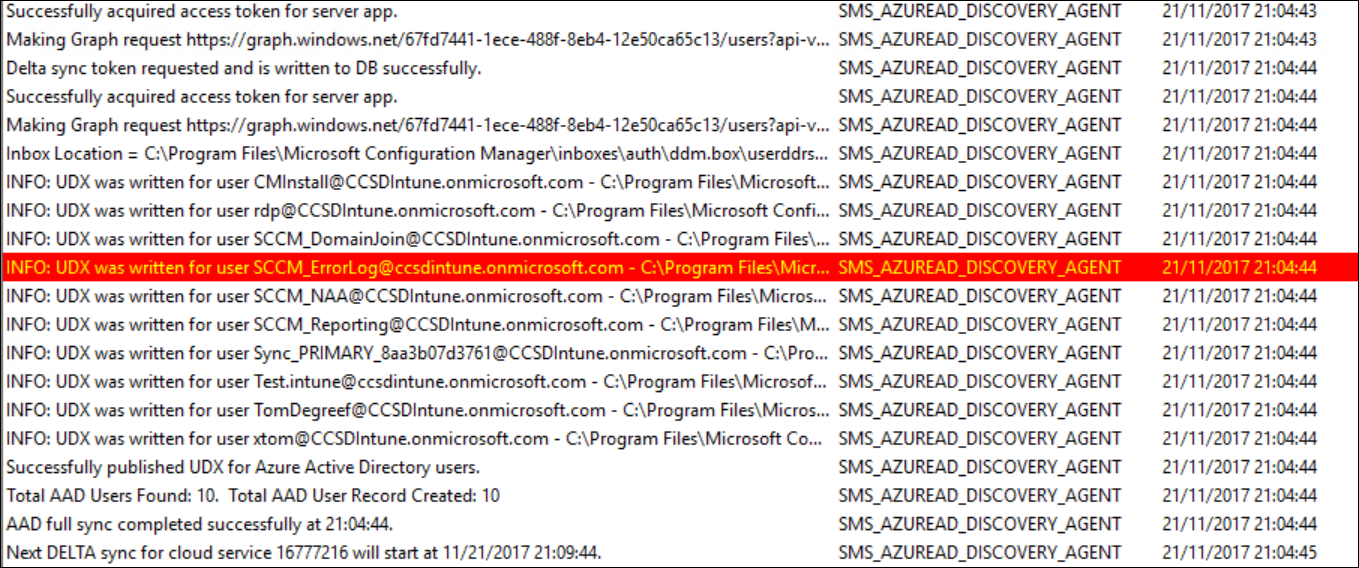 Successfully acquired access token for server app. SMS_AZUREAD_DISCOVERY_AGENT 21/11/2017 21:04:43
Making Graph request https://graph.windows.net/67fd7441-1ece-488f-8eb4-12e50ca65c13/users?api-v... SMS_AZUREAD_DISCOVERY_AGENT 21/11/2017 21:04:43
Delta sync token requested and is written to DB successfully. SMS_AZUREAD_DISCOVERY_AGENT 21/11/2017 21:04:44
Successfully acquired access token for server app. SMS_AZUREAD_DISCOVERY_AGENT 21/11/2017 21:04:44
Making Graph request https://graph.windows.net/67fd7441-1ece-488f-8eb4-12e50ca65c13/users?api-v... SMS_AZUREAD_DISCOVERY_AGENT 21/11/2017 21:04:44
Inbox Location = C:\Program Files\Microsoft Configuration Manager\inboxes\auth\ddm.box\userddrs... SMS_AZUREAD_DISCOVERY_AGENT 21/11/2017 21:04:44
INFO: UDX was written for user CMInstall@CCSDIntune.onmicrosoft.com - C:\Program Files\Microsoft... SMS_AZUREAD_DISCOVERY_AGENT 21/11/2017 21:04:44
INFO: UDX was written for user rdp@CCSDIntune.onmicrosoft.com - C:\Program Files\Microsoft Confi... SMS_AZUREAD_DISCOVERY_AGENT 21/11/2017 21:04:44
INFO: UDX was written for user SCCM_DomainJoin@CCSDIntune.onmicrosoft.com - C:\Program Files\... SMS_AZUREAD_DISCOVERY_AGENT 21/11/2017 21:04:44
INFO: UDX was written for user SCCM_ErrorLog@ccsdintune.onmicrosoft.com - C:\Program Files\Micr... SMS_AZUREAD_DISCOVERY_AGENT 21/11/2017 21:04:44
INFO: UDX was written for user SCCM_NAA@CCSDIntune.onmicrosoft.com - C:\Program Files\Micros... SMS_AZUREAD_DISCOVERY_AGENT 21/11/2017 21:04:44
INFO: UDX was written for user SCCM_Reporting@CCSDIntune.onmicrosoft.com - C:\Program Files\M... SMS_AZUREAD_DISCOVERY_AGENT 21/11/2017 21:04:44
INFO: UDX was written for user Sync_PRIMARY_8aa3b07d3761@CCSDIntune.onmicrosoft.com - C:\Pro... SMS_AZUREAD_DISCOVERY_AGENT 21/11/2017 21:04:44
INFO: UDX was written for user Test.intune@ccsdintune.onmicrosoft.com - C:\Program Files\Microsof... SMS_AZUREAD_DISCOVERY_AGENT 21/11/2017 21:04:44
INFO: UDX was written for user TomDegreef@CCSDIntune.onmicrosoft.com - C:\Program Files\Micros... SMS_AZUREAD_DISCOVERY_AGENT 21/11/2017 21:04:44
INFO: UDX was written for user xtom@CCSDIntune.onmicrosoft.com - C:\Program Files\Microsoft Co... SMS_AZUREAD_DISCOVERY_AGENT 21/11/2017 21:04:44
Successfully published UDX for Azure Active Directory users. SMS_AZUREAD_DISCOVERY_AGENT 21/11/2017 21:04:44
Total AAD Users Found: 10. Total AAD User Record Created: 10 SMS_AZUREAD_DISCOVERY_AGENT 21/11/2017 21:04:44
AAD full sync completed successfully at 21:04:44. SMS_AZUREAD_DISCOVERY_AGENT 21/11/2017 21:04:44
Next DELTA sync for cloud service 16777216 will start at 11/21/2017 21:09:44. SMS_AZUREAD_DISCOVERY_AGENT 21/11/2017 21:04:45